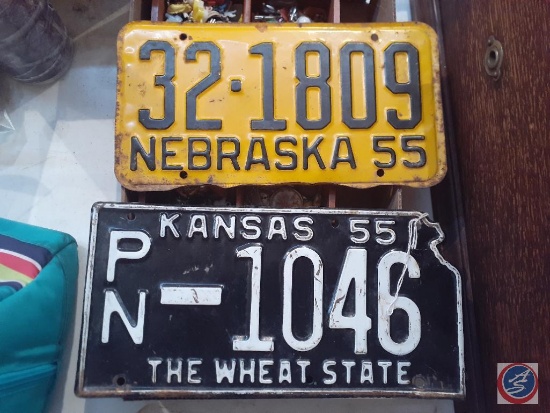 32·1809
NEBRASKA 55
KANSAS 55
PN-1046
THE WHEAT STATE